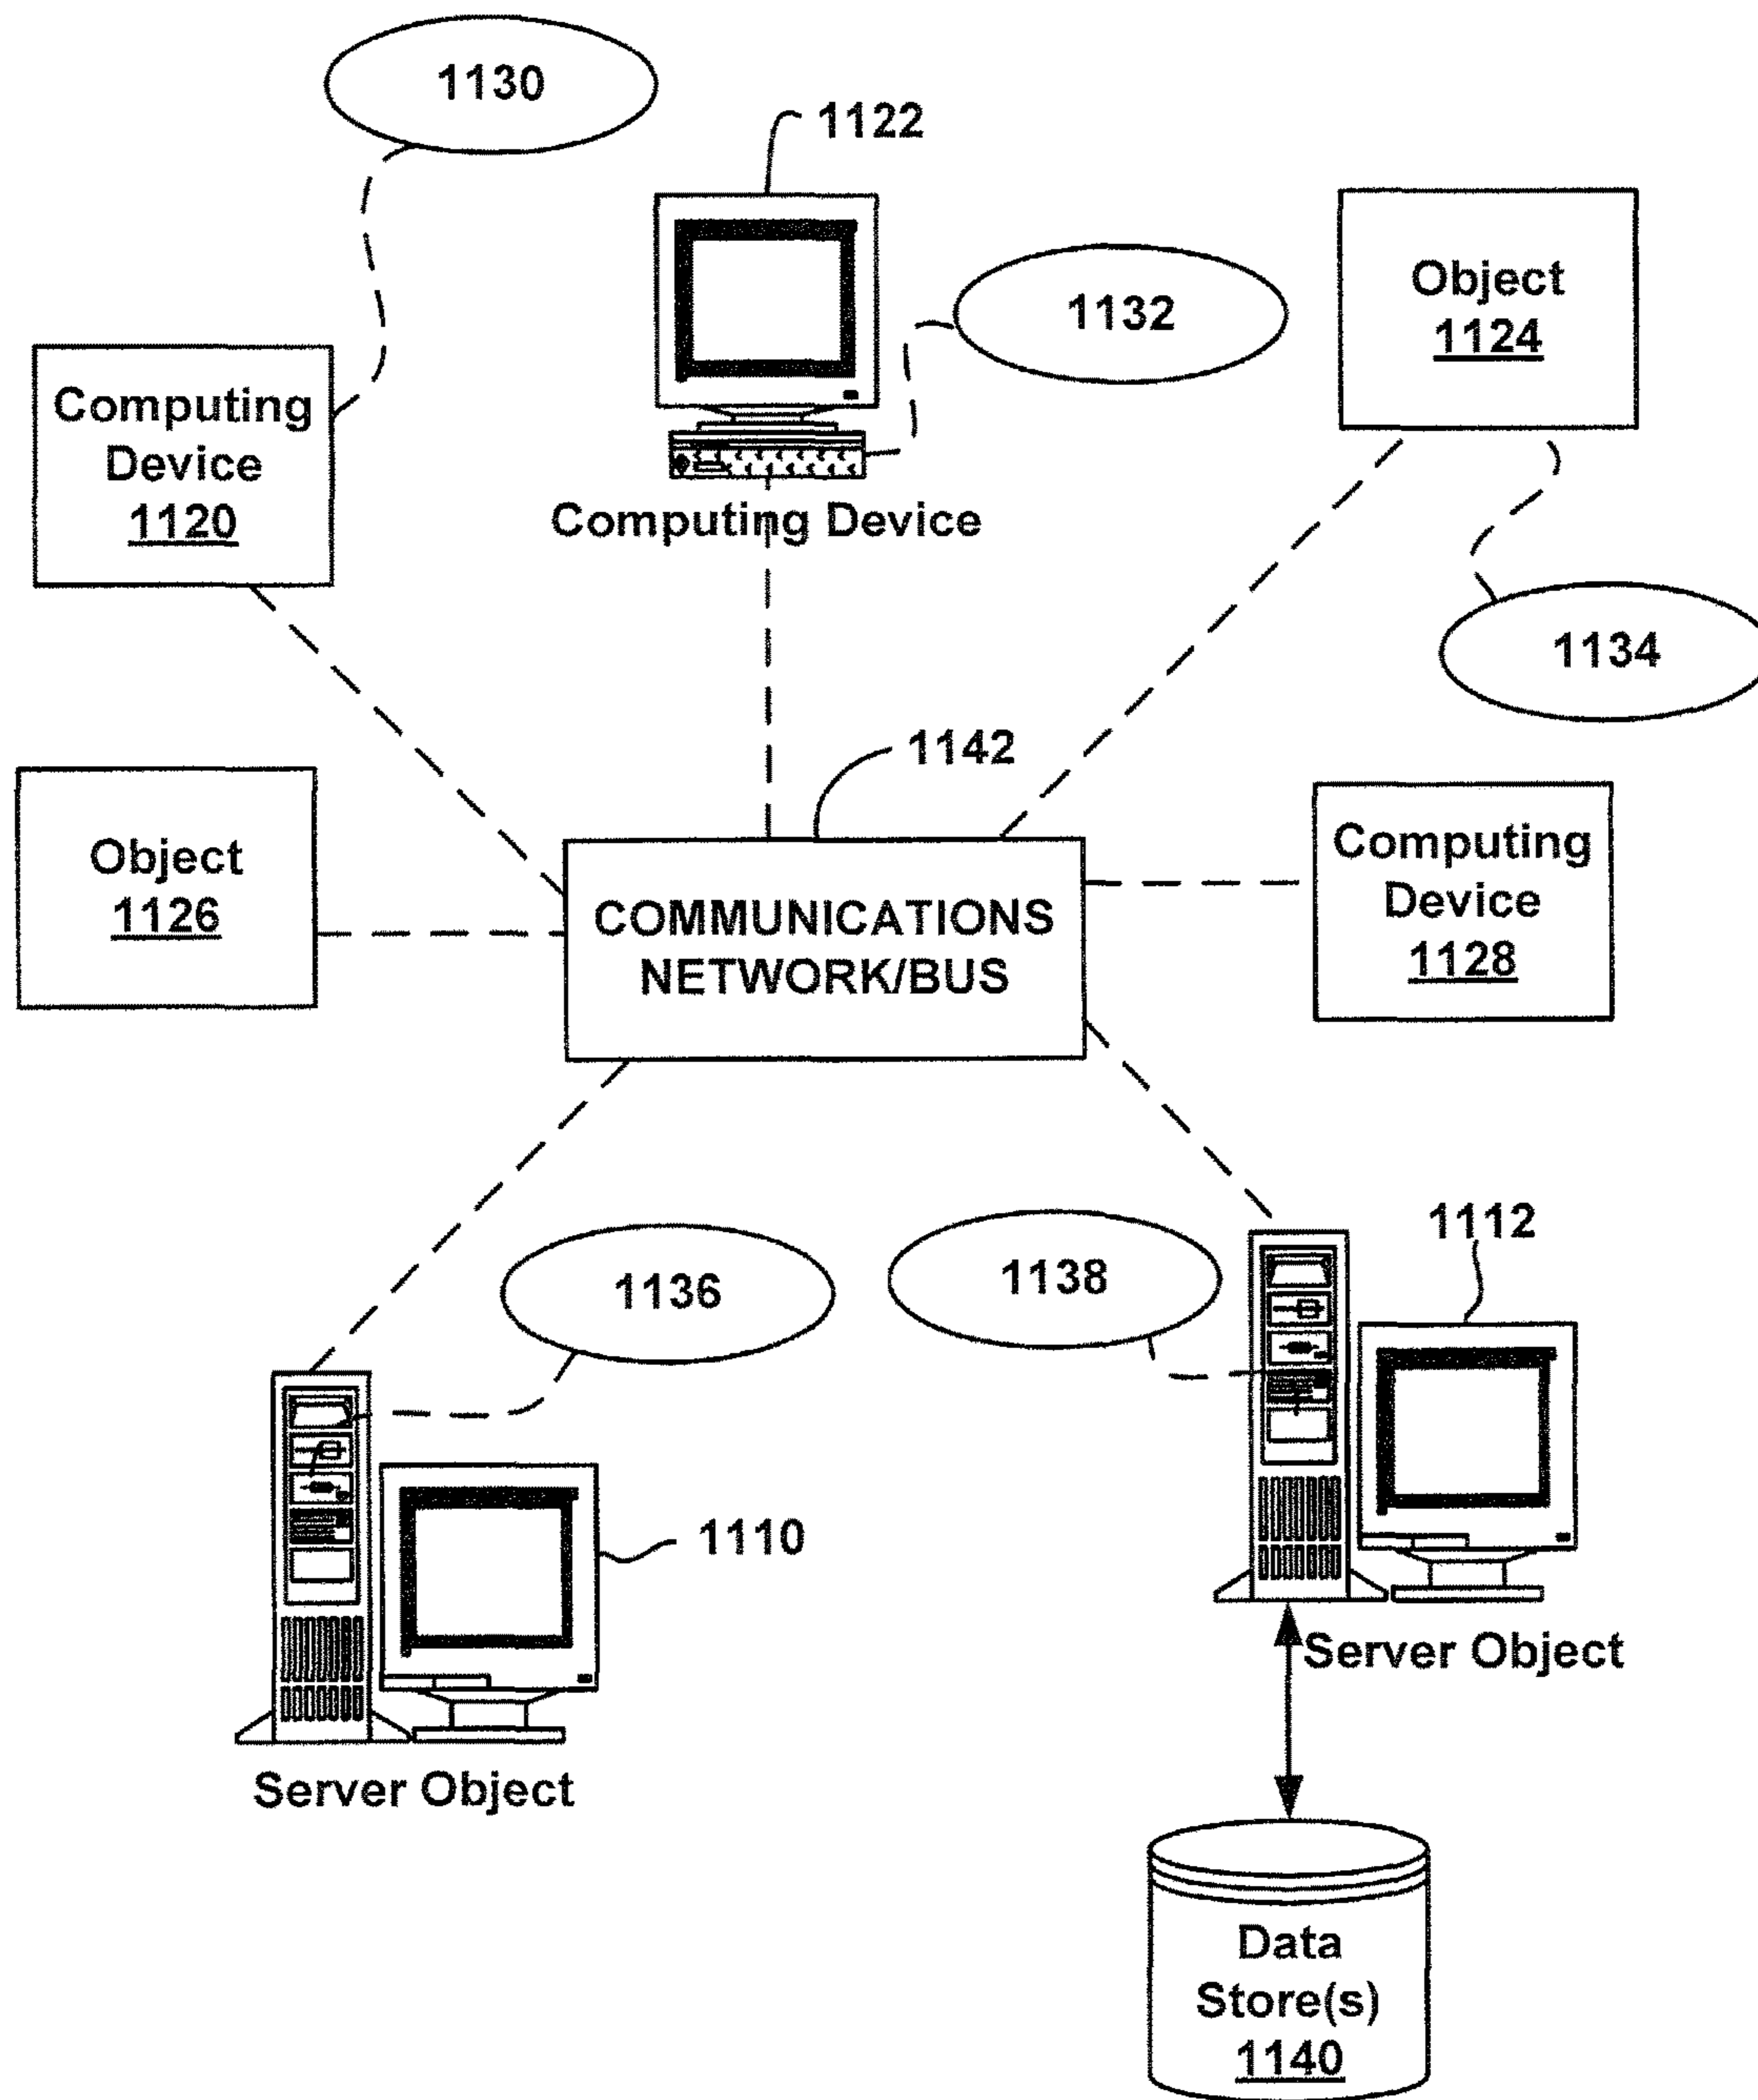 1130
1122
1132
Object
1124
Computing
Device
1120
Computing Device
1134
1142
Object
1126
COMMUNICATIONS
NETWORK/BUS
Computing
Device
1128
1136
1138
1112
1110
Server Object
Server Object
Data
Store(s)
1140